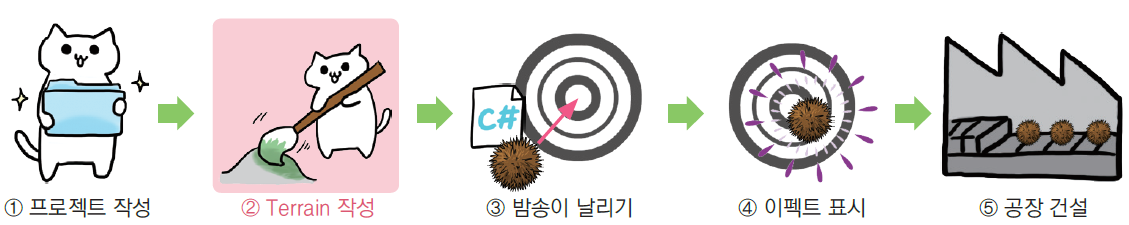 C#
① 프로젝트 작성
② Terrain 작성
③ 밤송이 날리기
④ 이펙트 표시
⑤ 공장 건설